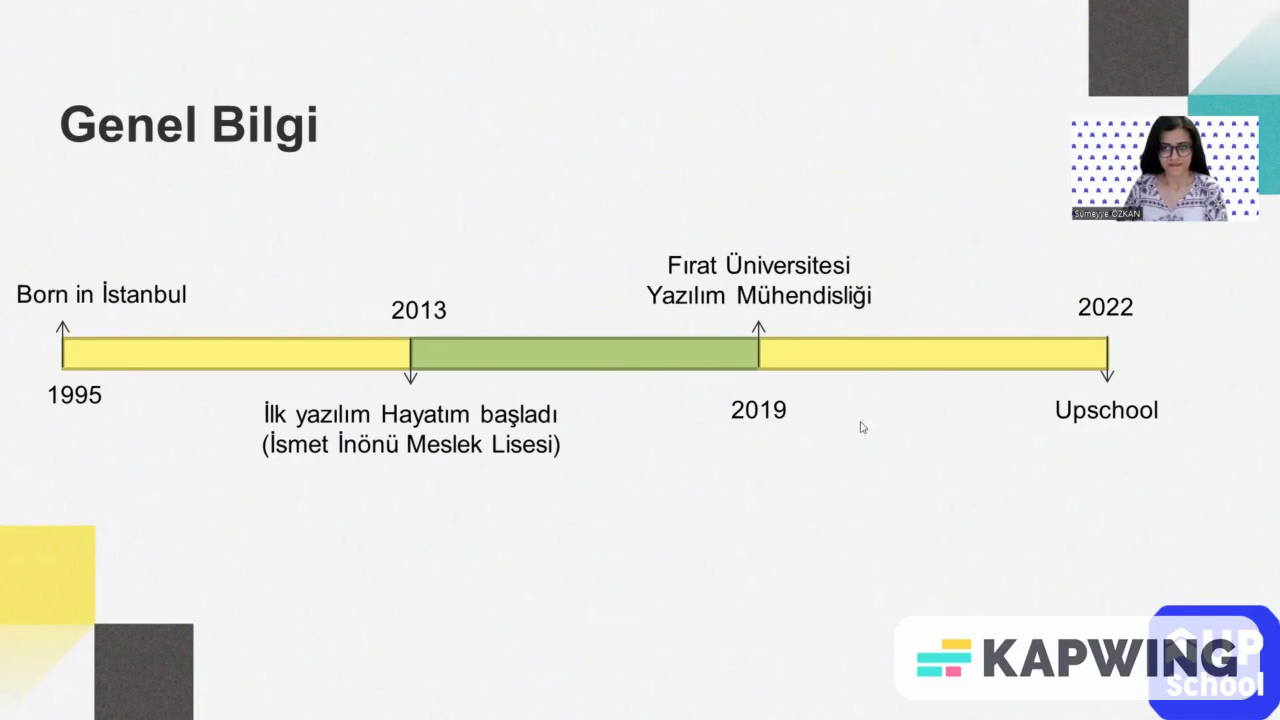 Genel Bilgi
Sümeyye ÖZKAN
Born in İstanbul
1995
2013
İlk yazılım Hayatım başladı
(İsmet İnönü Meslek Lisesi)
Fırat Üniversitesi
Yazılım Mühendisliği
2019
2022
Upschool
KAPWING
UP
School